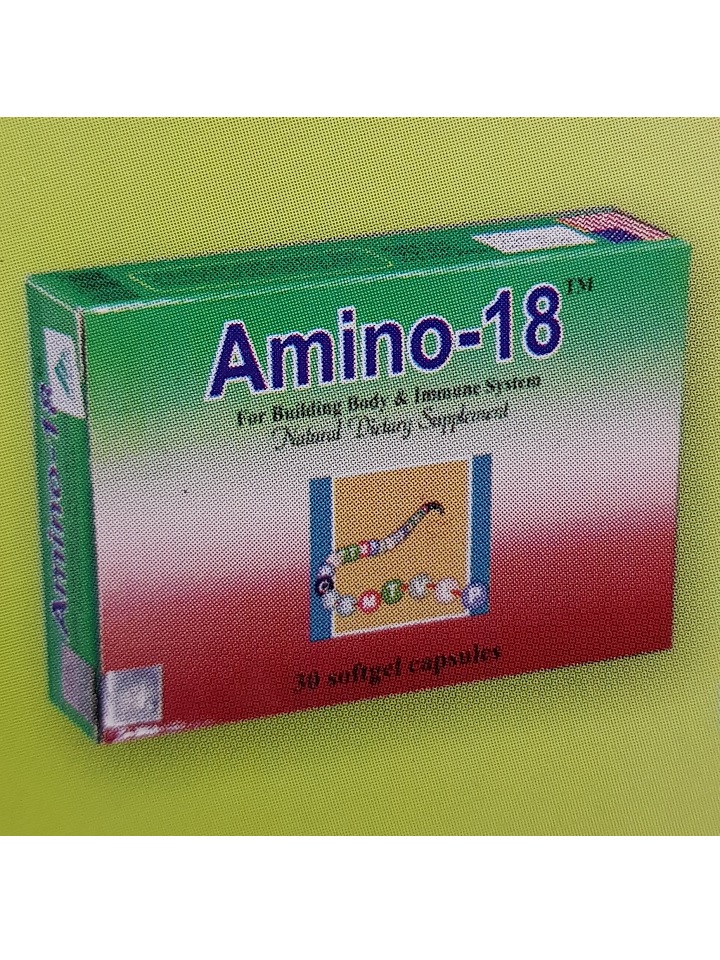 Amino-18™
For Building Body & Immune System
Natural Dietary Supplement
M T
P
30 softgel capsules
Amino-18